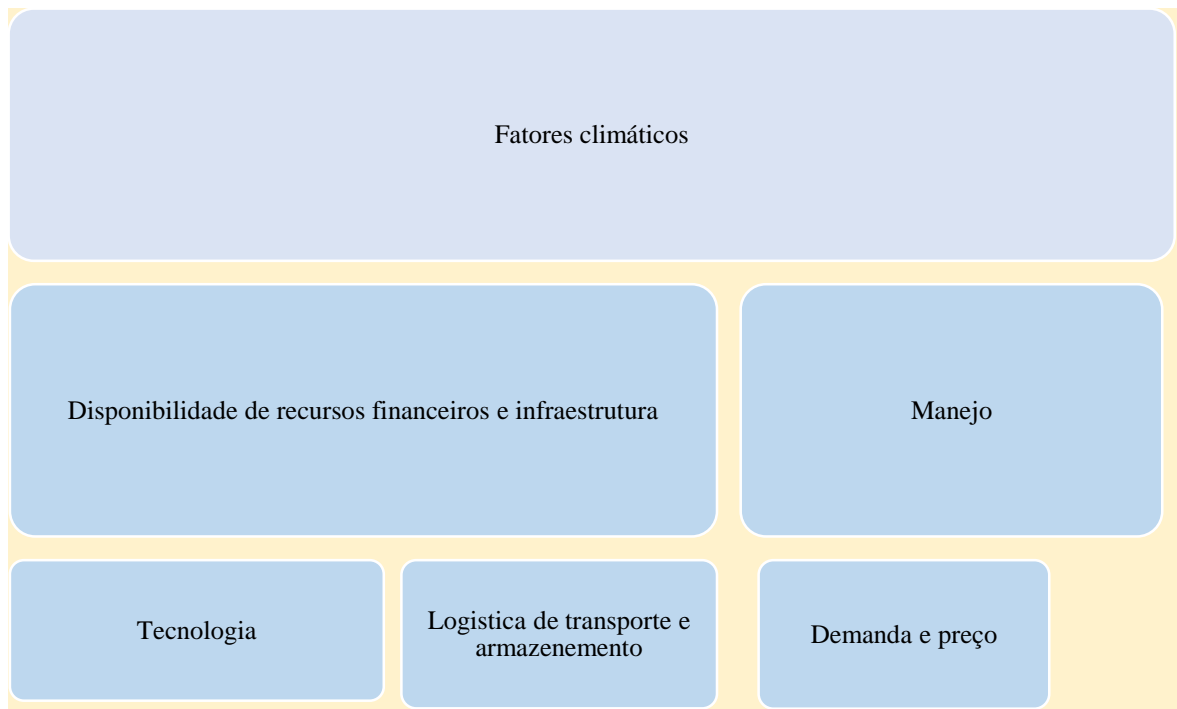 Fatores climáticos
Disponibilidade de recursos financeiros e infraestrutura
Manejo
Tecnologia
Logistica de transporte e
armazenemento
Demanda e preço